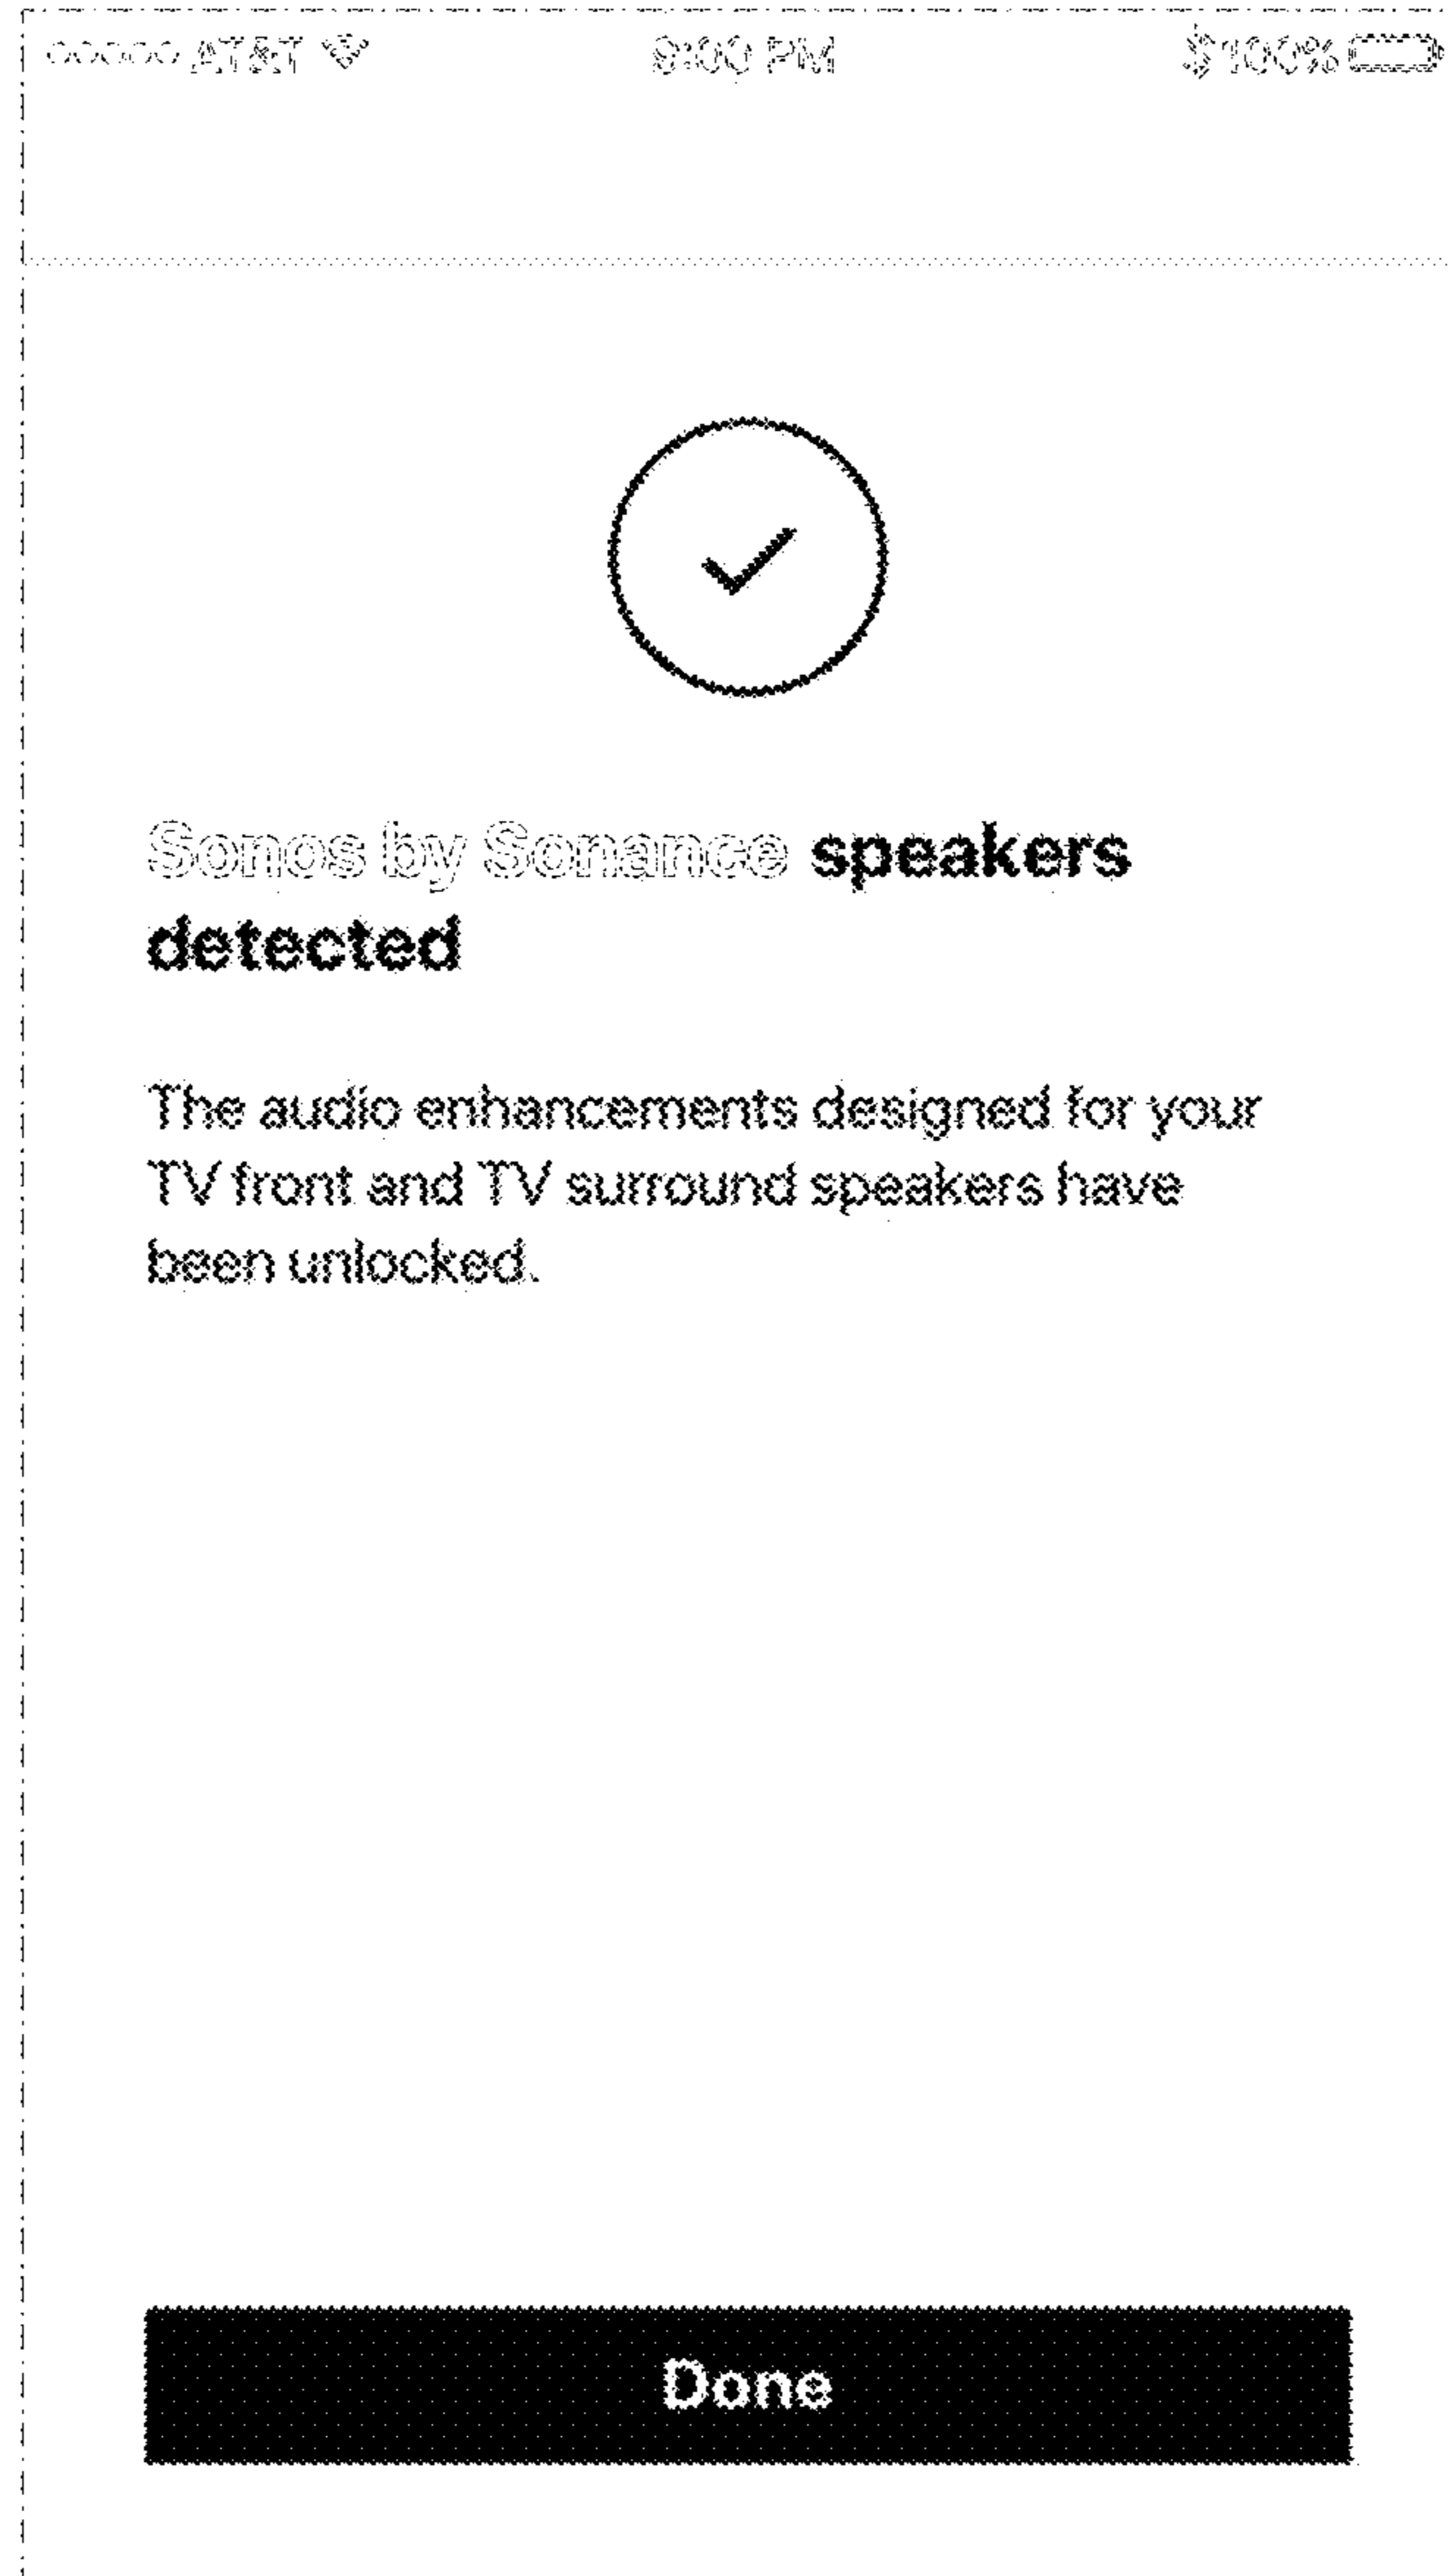 AT&T 9:00 PM 100%
Sonos by Sonance speakers
detected
The audio enhancements designed for your
TV front and TV surround speakers have
been unlocked.
Done